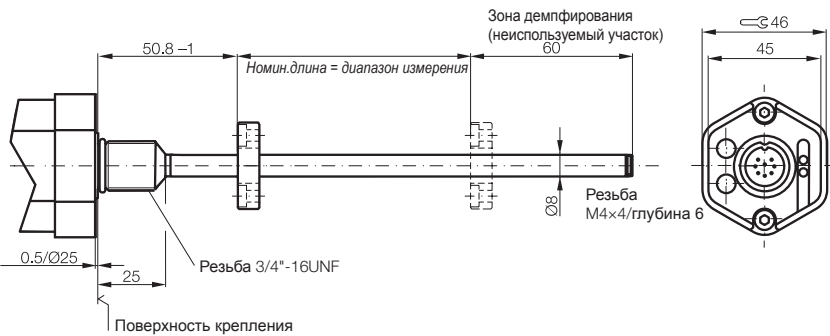 Зона демпфирования
(неиспользуемый участок)
46
50.8 –1
60
45
Номин.длина = диапазон измерения
Ø8
Резьба
M4×4/глубина 6
0.5/Ø25
25
Резьба 3/4"-16UNF
Поверхность крепления